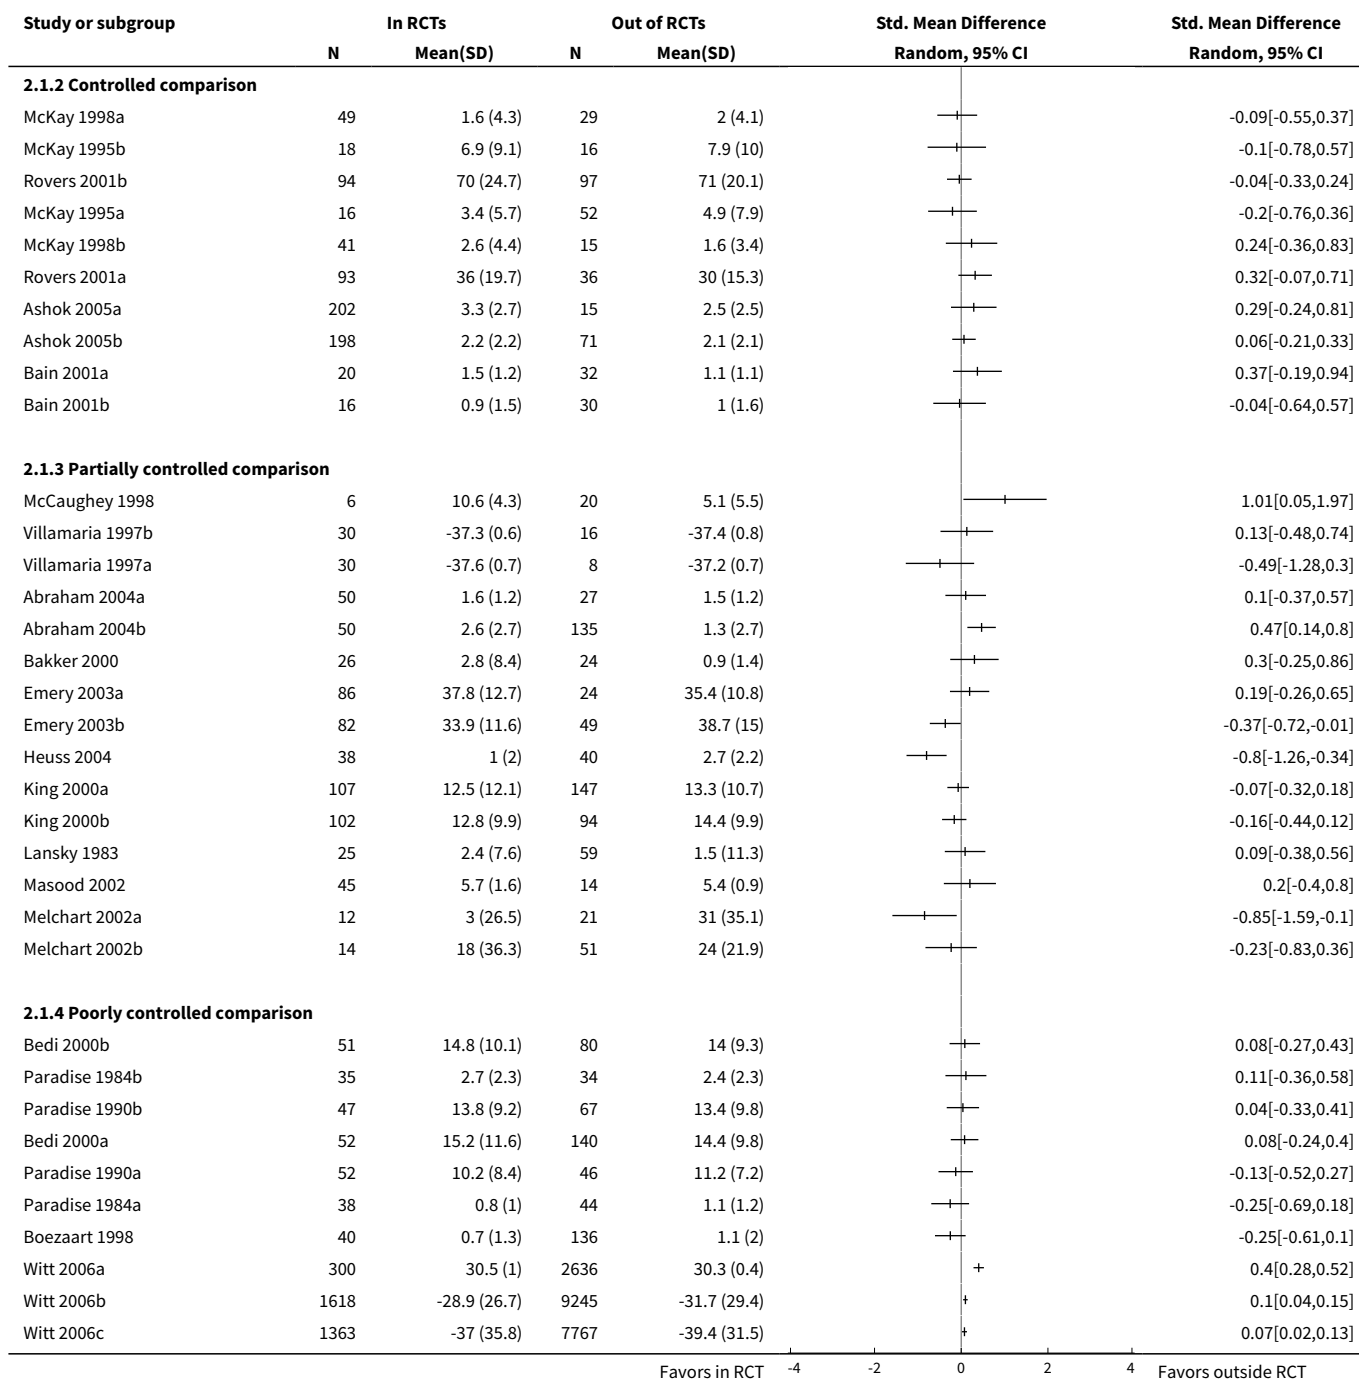 Study or subgroup In RCTs Out of RCTs Std. Mean Difference Std. Mean Difference
N Mean(SD) N Mean(SD) Random, 95% CI Random, 95% CI
2.1.2 Controlled comparison
McKay 1998a 49 1.6 (4.3) 29 2 (4.1) -0.09[-0.55,0.37]
McKay 1995b 18 6.9 (9.1) 16 7.9 (10) -0.1[-0.78,0.57]
Rovers 2001b 94 70 (24.7) 97 71 (20.1) -0.04[-0.33,0.24]
McKay 1995a 16 3.4 (5.7) 52 4.9 (7.9) -0.2[-0.76,0.36]
McKay 1998b 41 2.6 (4.4) 15 1.6 (3.4) 0.24[-0.36,0.83]
Rovers 2001a 93 36 (19.7) 36 30 (15.3) 0.32[-0.07,0.71]
Ashok 2005a 202 3.3 (2.7) 15 2.5 (2.5) 0.29[-0.24,0.81]
Ashok 2005b 198 2.2 (2.2) 71 2.1 (2.1) 0.06[-0.21,0.33]
Bain 2001a 20 1.5 (1.2) 32 1.1 (1.1) 0.37[-0.19,0.94]
Bain 2001b 16 0.9 (1.5) 30 1 (1.6) -0.04[-0.64,0.57]
2.1.3 Partially controlled comparison
McCaughey 1998 6 10.6 (4.3) 20 5.1 (5.5) 1.01[0.05,1.97]
Villamaria 1997b 30 -37.3 (0.6) 16 -37.4 (0.8) 0.13[-0.48,0.74]
Villamaria 1997a 30 -37.6 (0.7) 8 -37.2 (0.7) -0.49[-1.28,0.3]
Abraham 2004a 50 1.6 (1.2) 27 1.5 (1.2) 0.1[-0.37,0.57]
Abraham 2004b 50 2.6 (2.7) 135 1.3 (2.7) 0.47[0.14,0.8]
Bakker 2000 26 2.8 (8.4) 24 0.9 (1.4) 0.3[-0.25,0.86]
Emery 2003a 86 37.8 (12.7) 24 35.4 (10.8) 0.19[-0.26,0.65]
Emery 2003b 82 33.9 (11.6) 49 38.7 (15) -0.37[-0.72,-0.01]
Heuss 2004 38 1 (2) 40 2.7 (2.2) -0.8[-1.26,-0.34]
King 2000a 107 12.5 (12.1) 147 13.3 (10.7) -0.07[-0.32,0.18]
King 2000b 102 12.8 (9.9) 94 14.4 (9.9) -0.16[-0.44,0.12]
Lansky 1983 25 2.4 (7.6) 59 1.5 (11.3) 0.09[-0.38,0.56]
Masood 2002 45 5.7 (1.6) 14 5.4 (0.9) 0.2[-0.4,0.8]
Melchart 2002a 12 3 (26.5) 21 31 (35.1) -0.85[-1.59,-0.1]
Melchart 2002b 14 18 (36.3) 51 24 (21.9) -0.23[-0.83,0.36]
2.1.4 Poorly controlled comparison
Bedi 2000b 51 14.8 (10.1) 80 14 (9.3) 0.08[-0.27,0.43]
Paradise 1984b 35 2.7 (2.3) 34 2.4 (2.3) 0.11[-0.36,0.58]
Paradise 1990b 47 13.8 (9.2) 67 13.4 (9.8) 0.04[-0.33,0.41]
Bedi 2000a 52 15.2 (11.6) 140 14.4 (9.8) 0.08[-0.24,0.4]
Paradise 1990a 52 10.2 (8.4) 46 11.2 (7.2) -0.13[-0.52,0.27]
Paradise 1984a 38 0.8 (1) 44 1.1 (1.2) -0.25[-0.69,0.18]
Boezaart 1998 40 0.7 (1.3) 136 1.1 (2) -0.25[-0.61,0.1]
Witt 2006a 300 30.5 (1) 2636 30.3 (0.4) 0.4[0.28,0.52]
Witt 2006b 1618 -28.9 (26.7) 9245 -31.7 (29.4) 0.1[0.04,0.15]
Witt 2006c 1363 -37 (35.8) 7767 -39.4 (31.5) 0.07[0.02,0.13]
Favors in RCT -4 -2 0 2 4 Favors outside RCT